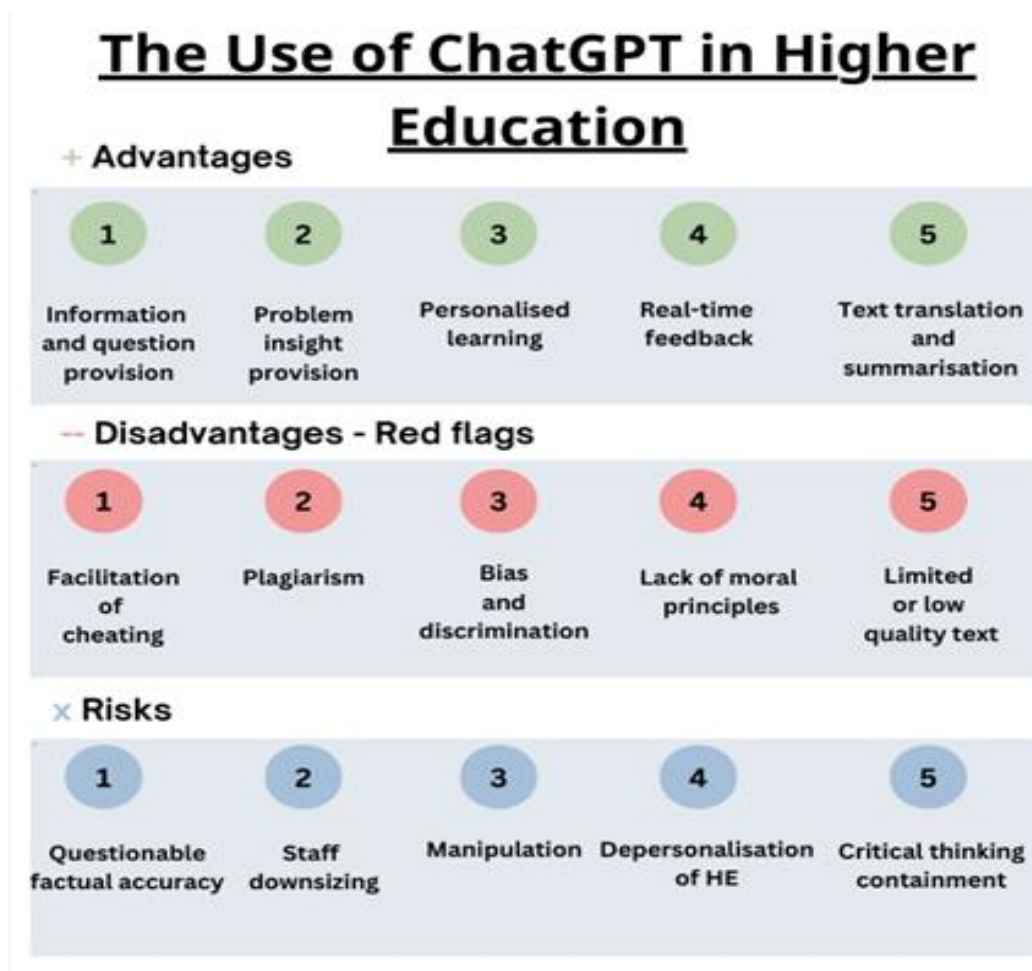 The Use of ChatGPT in Higher
Education
+ Advantages
1
2
3
4
5
Information
and question
provision
Problem
insight
provision
Personalised
learning
Real-time
feedback
Text translation
and
summarisation
-- Disadvantages - Red flags
1
2
3
4
5
Facilitation
of
cheating
Plagiarism
Bias
and
discrimination
Lack of moral
principles
Limited
or low
quality text
x Risks
1
2
3
4
5
Questionable
factual accuracy
Staff
downsizing
Manipulation
Depersonalisation
of HE
Critical thinking
containment